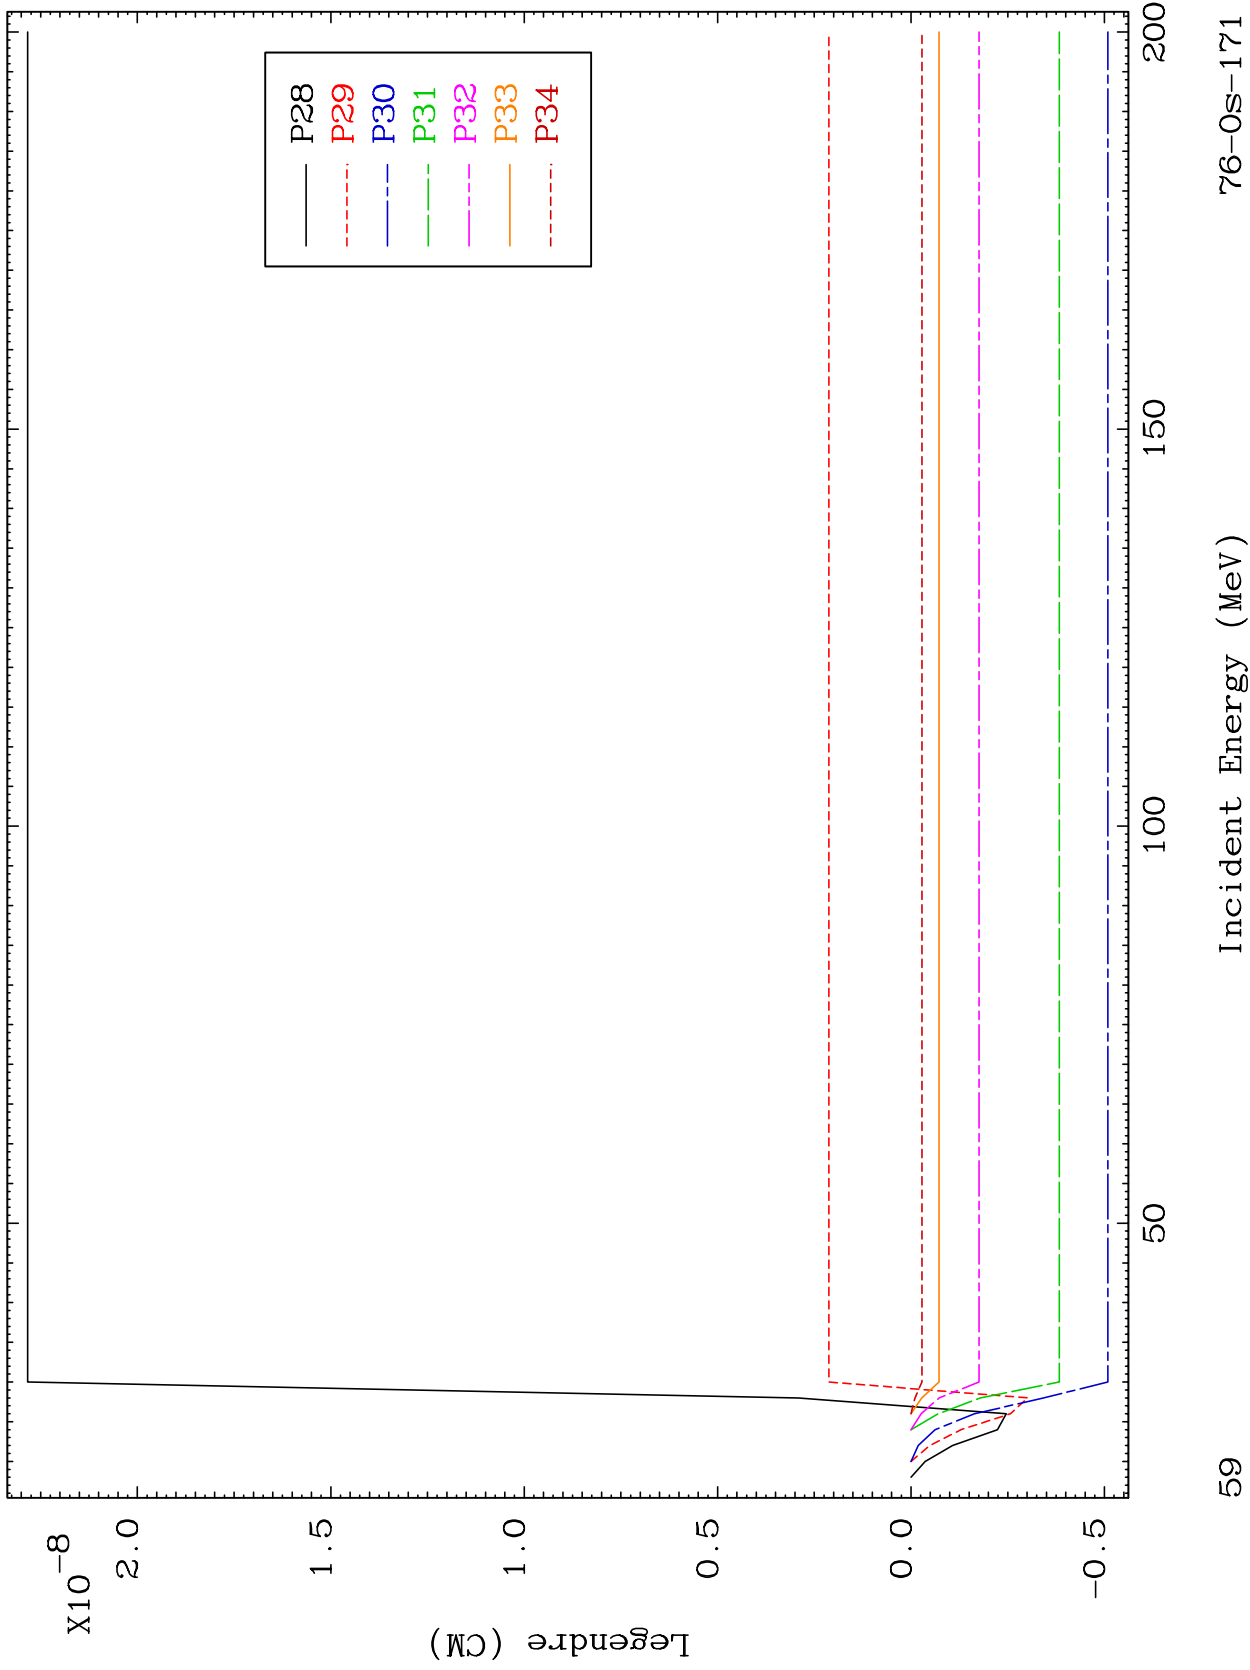 X10-8
2.0
1.5
1.0
0.5
0.0
-0.5
Legendre (CM)
P28
P29
P30
P31
P32
P33
P34
50
100
150
200
Incident Energy (MeV)
59
76-Os-171